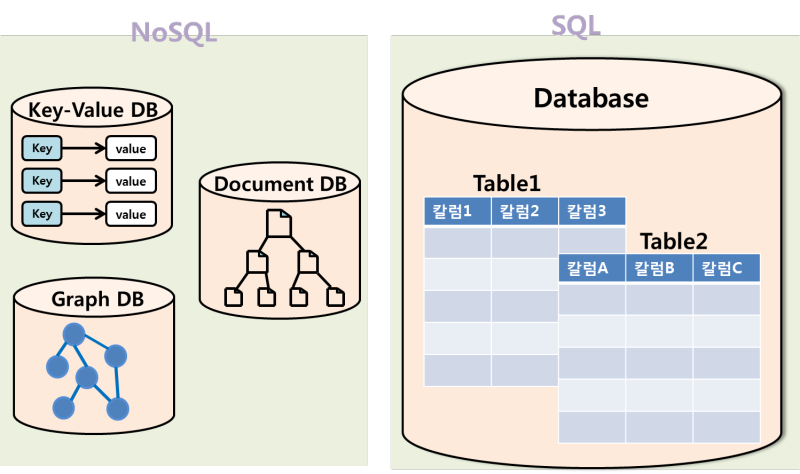 NoSQL
Key-Value DB
Key value
Key value
Key value
Document DB
Graph DB
SQL
Database
Table1
칼럼1 칼럼2 칼럼3
Table2
칼럼A 칼럼B 칼럼C